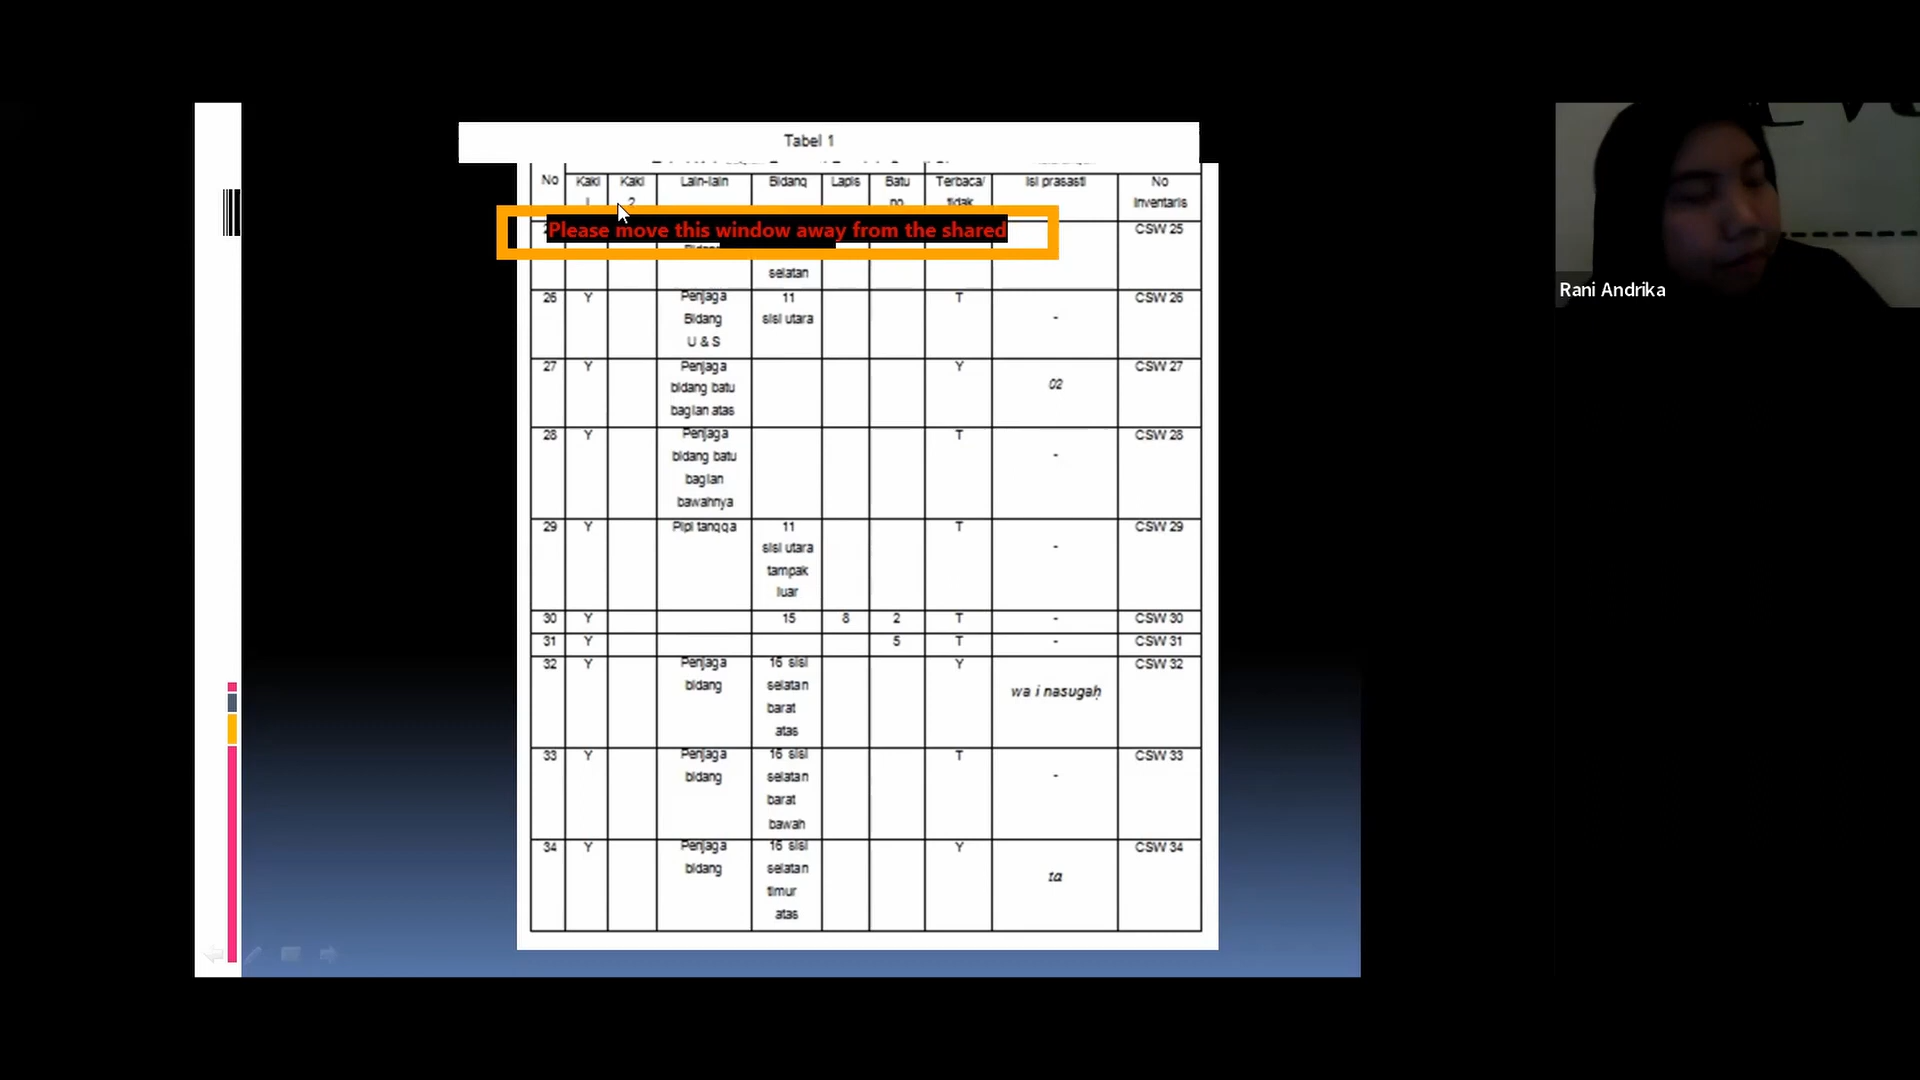 Tabel 1
No Kaki Kaki Lain-lain Bidang Lapis Batu Terbaca/ Isi prasasti No
2 no tidak Inventaris
Please move this window away from the shared
CSW 25
selatan
26 Y Penjaga 11 T CSW 26
Bidang sisi utara -
U & S
27 Y Penjaga Y CSW 27
bidang batu 02
bagian atas
28 Y Penjaga T CSW 28
bidang batu -
bagian
bawahnya
29 Y Pipi tangga 11 T CSW 29
sisi utara -
tampak
luar
30 Y 15 8 2 T - CSW 30
31 Y 5 T - CSW 31
32 Y Penjaga 16 sisi Y CSW 32
bidang selatan wa i nasugaḥ
barat
atas
33 Y Penjaga 16 sisi T CSW 33
bidang selatan -
barat
bawah
34 Y Penjaga 16 sisi Y CSW 34
bidang selatan ta
timur
atas
Rani Andrika